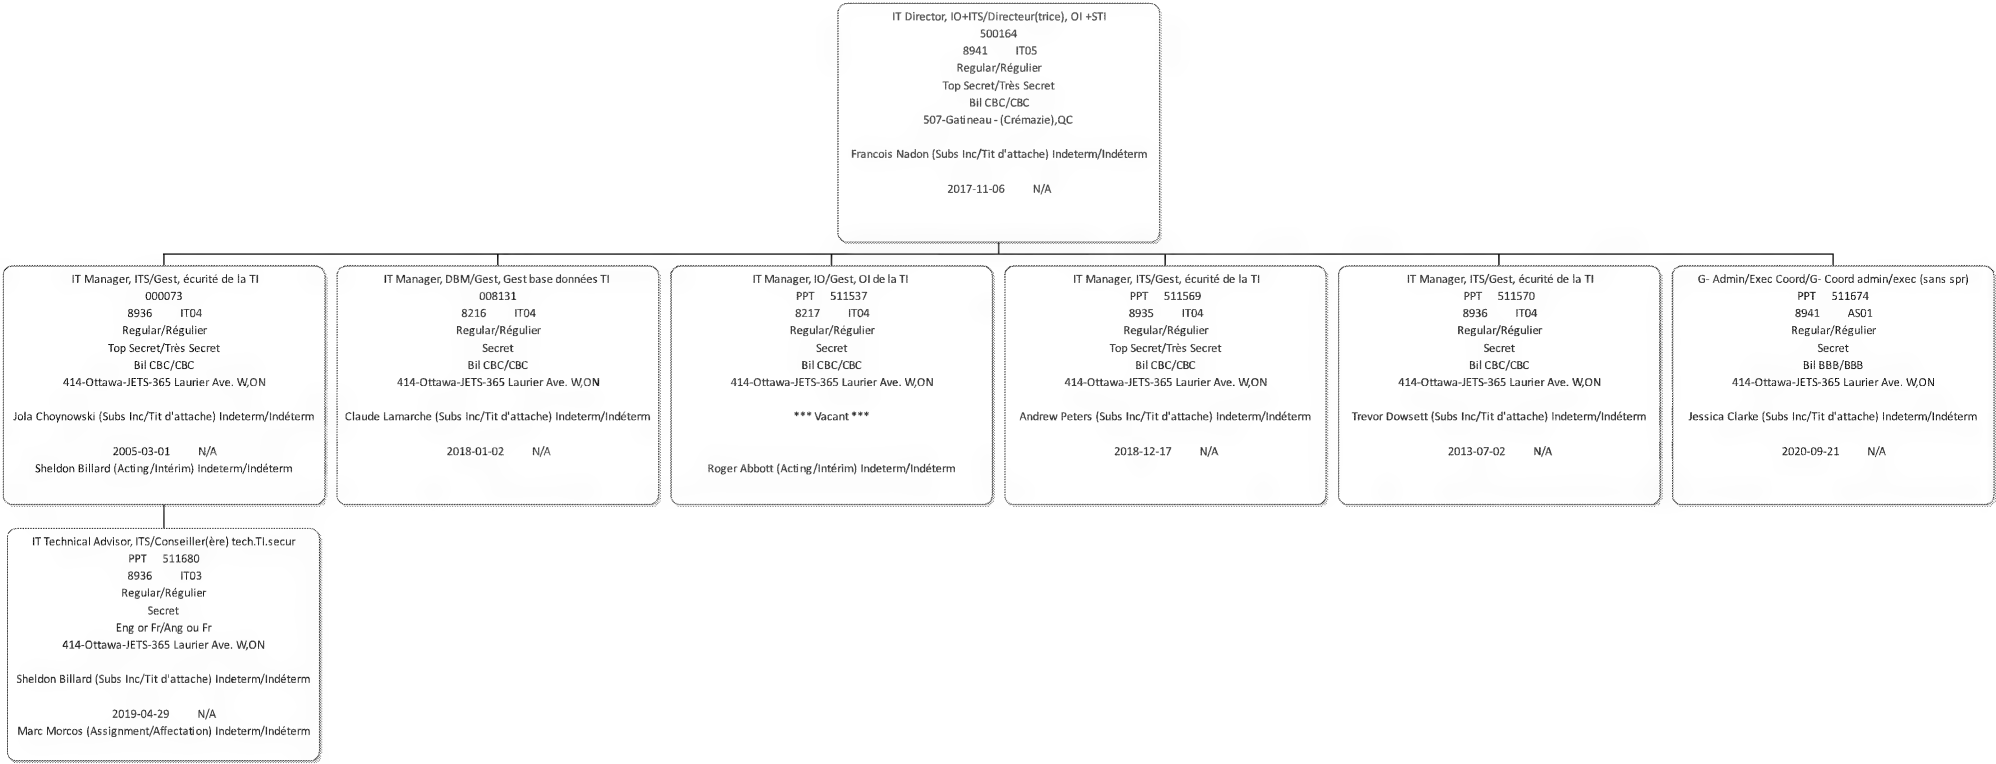 IT Director, IO+ITS/Directeur(trice), OI +STI
500164
8941 IT05
Regular/Régulier
Top Secret/Très Secret
Bil CBC/CBC
507-Gatineau - (Crémazie),QC
Francois Nadon (Subs Inc/Tit d'attache) Indeterm/Indéterm
2017-11-06 N/A
IT Manager, ITS/Gest, écurité de la TI
000073
8936 IT04
Regular/Régulier
Top Secret/Très Secret
Bil CBC/CBC
414-Ottawa-JETS-365 Laurier Ave. W,ON
Jola Choynowski (Subs Inc/Tit d'attache) Indeterm/Indéterm
2005-03-01 N/A
Sheldon Billard (Acting/Intérim) Indeterm/Indéterm
IT Manager, DBM/Gest, Gest base données TI
008131
8216 IT04
Regular/Régulier
Secret
Bil CBC/CBC
414-Ottawa-JETS-365 Laurier Ave. W,ON
Claude Lamarche (Subs Inc/Tit d'attache) Indeterm/Indéterm
2018-01-02 N/A
IT Manager, IO/Gest, OI de la TI
PPT 511537
8217 IT04
Regular/Régulier
Secret
Bil CBC/CBC
414-Ottawa-JETS-365 Laurier Ave. W,ON
*** Vacant ***
Roger Abbott (Acting/Intérim) Indeterm/Indéterm
IT Manager, ITS/Gest, écurité de la TI
PPT 511569
8935 IT04
Regular/Régulier
Top Secret/Très Secret
Bil CBC/CBC
414-Ottawa-JETS-365 Laurier Ave. W,ON
Andrew Peters (Subs Inc/Tit d'attache) Indeterm/Indéterm
2018-12-17 N/A
IT Manager, ITS/Gest, écurité de la TI
PPT 511570
8936 IT04
Regular/Régulier
Secret
Bil CBC/CBC
414-Ottawa-JETS-365 Laurier Ave. W,ON
Trevor Dowsett (Subs Inc/Tit d'attache) Indeterm/Indéterm
2013-07-02 N/A
G- Admin/Exec Coord/G- Coord admin/exec (sans spr)
PPT 511674
8941 AS01
Regular/Régulier
Secret
Bil BBB/BBB
414-Ottawa-JETS-365 Laurier Ave. W,ON
Jessica Clarke (Subs Inc/Tit d'attache) Indeterm/Indéterm
2020-09-21 N/A
IT Technical Advisor, ITS/Conseiller(ère) tech.TI.secur
PPT 511680
8936 IT03
Regular/Régulier
Secret
Eng or Fr/Ang ou Fr
414-Ottawa-JETS-365 Laurier Ave. W,ON
Sheldon Billard (Subs Inc/Tit d'attache) Indeterm/Indéterm
2019-04-29 N/A
Marc Morcos (Assignment/Affectation) Indeterm/Indéterm